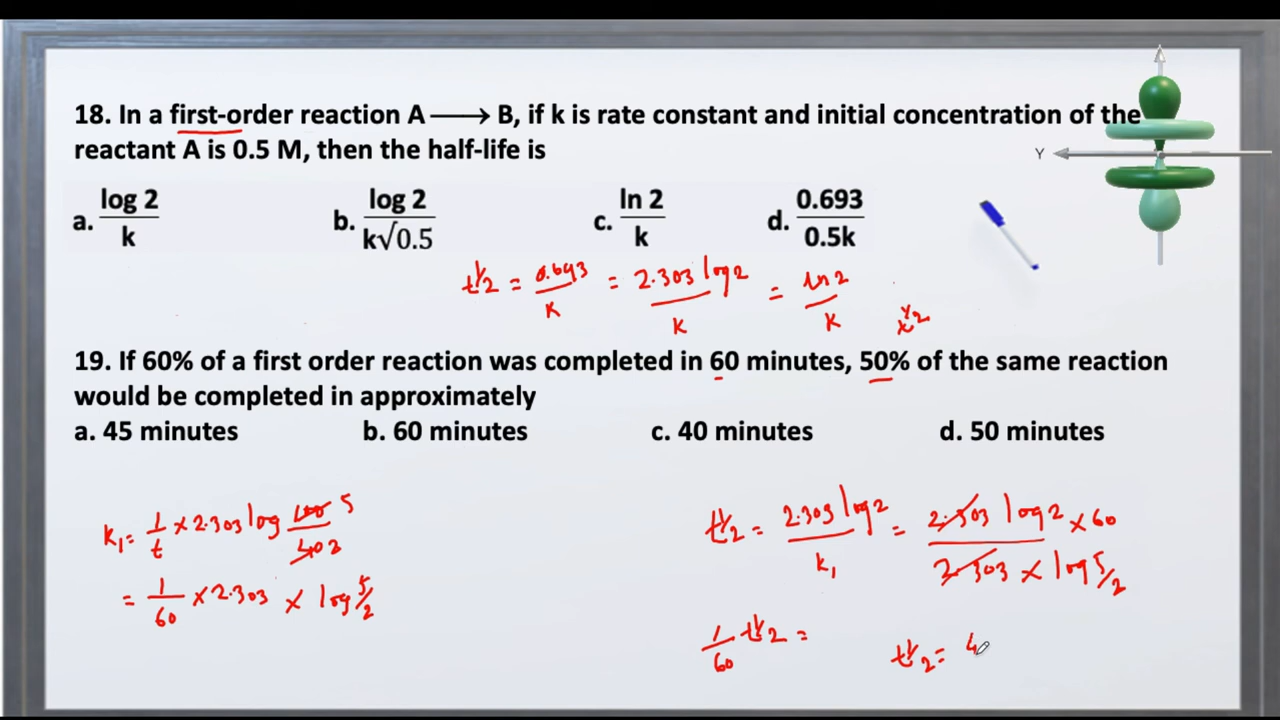 18. In a first-order reaction A ⟶ B, if k is rate constant and initial concentration of the
reactant A is 0.5 M, then the half-life is
a. log 2 / k b. log 2 / k√0.5 c. ln 2 / k d. 0.693 / 0.5k
t1/2 = 0.693 / K = 2.303 log 2 / K = ln 2 / K
t1/2
19. If 60% of a first order reaction was completed in 60 minutes, 50% of the same reaction
would be completed in approximately
a. 45 minutes b. 60 minutes c. 40 minutes d. 50 minutes
K1 = 1/t × 2.303 log 100/40 5/2
= 1/60 × 2.303 × log 5/2
t1/2 = 2.303 log 2 / K1 = 2.303 log 2 × 60 / 2.303 × log 5/2
1/60 t1/2 =
t1/2 = 4
Y